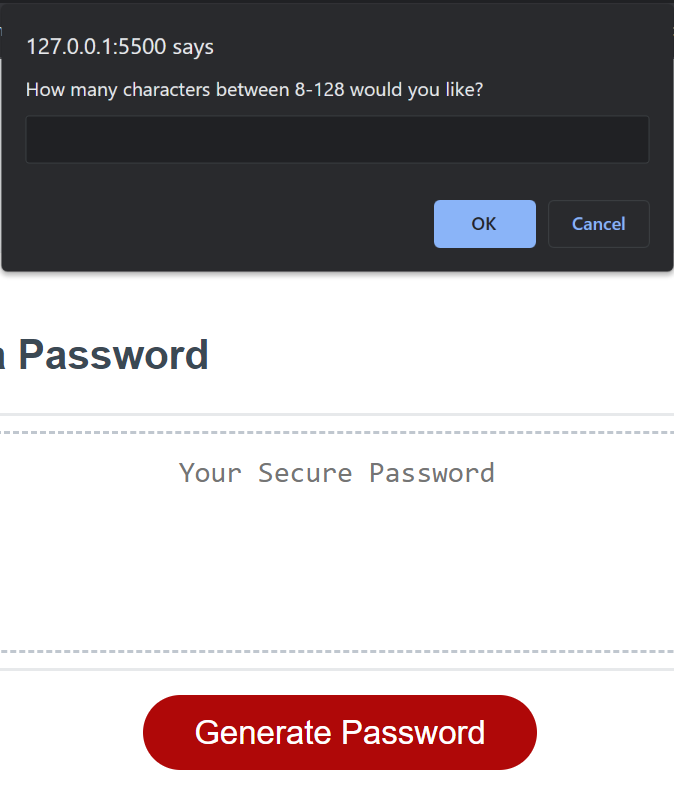 127.0.0.1:5500 says
How many characters between 8-128 would you like?
OK Cancel
a Password
Your Secure Password
Generate Password